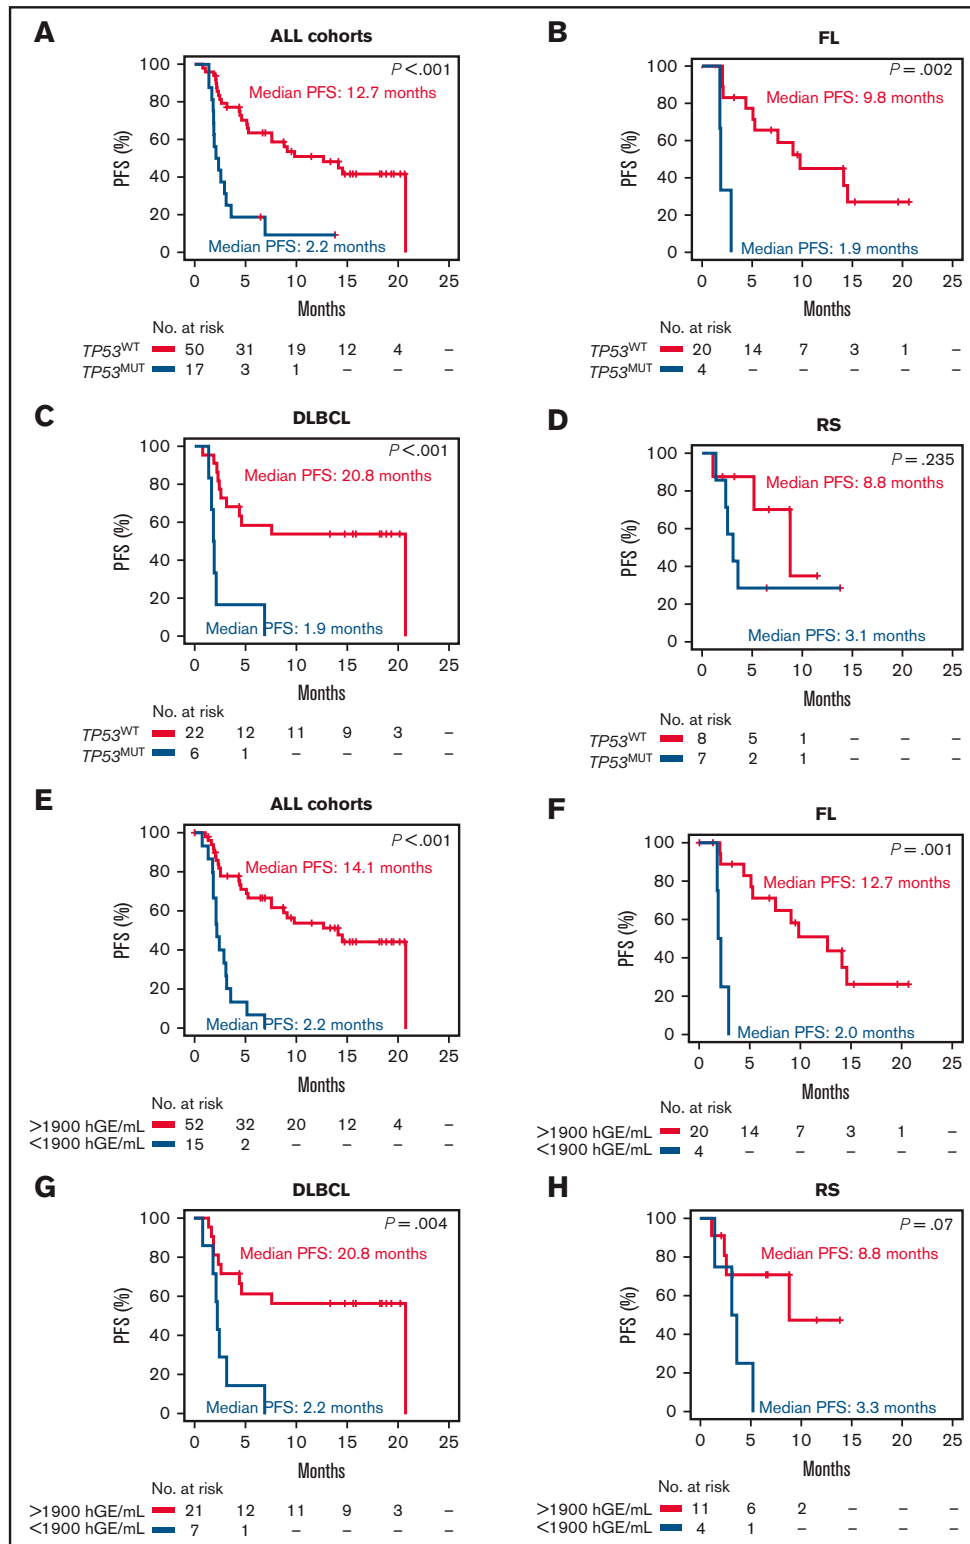 A
ALL cohorts
P<.001
Median PFS: 12.7 months
Median PFS: 2.2 months
PFS (%)
100
80
60
40
20
0
0 5 10 15 20 25
Months
No. at risk
TP53WT 50 31 19 12 4 –
TP53MUT 17 3 1 – – –
B
FL
P=.002
Median PFS: 9.8 months
Median PFS: 1.9 months
PFS (%)
100
80
60
40
20
0
0 5 10 15 20 25
Months
No. at risk
TP53WT 20 14 7 3 1 –
TP53MUT 4 – – – – –
C
DLBCL
P<.001
Median PFS: 20.8 months
Median PFS: 1.9 months
PFS (%)
100
80
60
40
20
0
0 5 10 15 20 25
Months
No. at risk
TP53WT 22 12 11 9 3 –
TP53MUT 6 1 – – – –
D
RS
P=.235
Median PFS: 8.8 months
Median PFS: 3.1 months
PFS (%)
100
80
60
40
20
0
0 5 10 15 20 25
Months
No. at risk
TP53WT 8 5 1 – – –
TP53MUT 7 2 1 – – –
E
ALL cohorts
P<.001
Median PFS: 14.1 months
Median PFS: 2.2 months
PFS (%)
100
80
60
40
20
0
0 5 10 15 20 25
Months
No. at risk
>1900 hGE/mL 52 32 20 12 4 –
<1900 hGE/mL 15 2 – – – –
F
FL
P=.001
Median PFS: 12.7 months
Median PFS: 2.0 months
PFS (%)
100
80
60
40
20
0
0 5 10 15 20 25
Months
No. at risk
>1900 hGE/mL 20 14 7 3 1 –
<1900 hGE/mL 4 – – – – –
G
DLBCL
P=.004
Median PFS: 20.8 months
Median PFS: 2.2 months
PFS (%)
100
80
60
40
20
0
0 5 10 15 20 25
Months
No. at risk
>1900 hGE/mL 21 12 11 9 3 –
<1900 hGE/mL 7 1 – – – –
H
RS
P=.07
Median PFS: 8.8 months
Median PFS: 3.3 months
PFS (%)
100
80
60
40
20
0
0 5 10 15 20 25
Months
No. at risk
>1900 hGE/mL 11 6 2 – – –
<1900 hGE/mL 4 1 – – – –